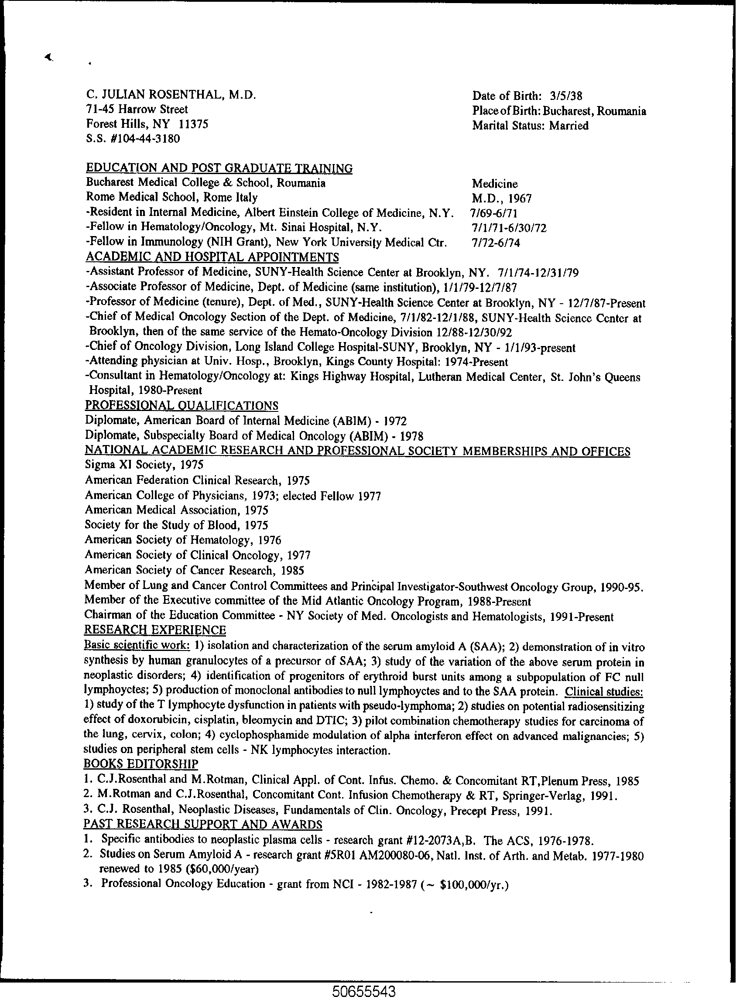 C. JULIAN ROSENTHAL, M.D. Date of Birth: 3/5/38
71-45 Harrow Street Place of Birth: Bucharest, Roumania
Forest Hills, NY 11375 Marital Status: Married
S.S. #104-44-3180
EDUCATION AND POST GRADUATE TRAINING
Bucharest Medical College & School, Roumania Medicine
Rome Medical School, Rome Italy M.D., 1967
-Resident in Internal Medicine, Albert Einstein College of Medicine, N.Y. 7/69-6/71
-Fellow in Hematology/Oncology, Mt. Sinai Hospital, N.Y. 7/1/71-6/30/72
-Fellow in Immunology (NIH Grant), New York University Medical Ctr. 7/72-6/74
ACADEMIC AND HOSPITAL APPOINTMENTS
-Assistant Professor of Medicine, SUNY-Health Science Center at Brooklyn, NY. 7/1/74-12/31/79
-Associate Professor of Medicine, Dept. of Medicine (same institution), 1/1/79-12/7/87
-Professor of Medicine (tenure), Dept. of Med., SUNY-Health Science Center at Brooklyn, NY - 12/7/87-Present
-Chief of Medical Oncology Section of the Dept. of Medicine, 7/1/82-12/1/88, SUNY-Health Science Center at
Brooklyn, then of the same service of the Hemato-Oncology Division 12/88-12/30/92
-Chief of Oncology Division, Long Island College Hospital-SUNY, Brooklyn, NY - 1/1/93-present
-Attending physician at Univ. Hosp., Brooklyn, Kings County Hospital: 1974-Present
-Consultant in Hematology/Oncology at: Kings Highway Hospital, Lutheran Medical Center, St. John's Queens
Hospital, 1980-Present
PROFESSIONAL QUALIFICATIONS
Diplomate, American Board of Internal Medicine (ABIM) - 1972
Diplomate, Subspecialty Board of Medical Oncology (ABIM) - 1978
NATIONAL ACADEMIC RESEARCH AND PROFESSIONAL SOCIETY MEMBERSHIPS AND OFFICES
Sigma XI Society, 1975
American Federation Clinical Research, 1975
American College of Physicians, 1973; elected Fellow 1977
American Medical Association, 1975
Society for the Study of Blood, 1975
American Society of Hematology, 1976
American Society of Clinical Oncology, 1977
American Society of Cancer Research, 1985
Member of Lung and Cancer Control Committees and Principal Investigator-Southwest Oncology Group, 1990-95.
Member of the Executive committee of the Mid Atlantic Oncology Program, 1988-Present
Chairman of the Education Committee - NY Society of Med. Oncologists and Hematologists, 1991-Present
RESEARCH EXPERIENCE
Basic scientific work: 1) isolation and characterization of the serum amyloid A (SAA); 2) demonstration of in vitro
synthesis by human granulocytes of a precursor of SAA; 3) study of the variation of the above serum protein in
neoplastic disorders; 4) identification of progenitors of erythroid burst units among a subpopulation of FC null
lymphoyctes; 5) production of monoclonal antibodies to null lymphoyctes and to the SAA protein. Clinical studies:
1) study of the T lymphocyte dysfunction in patients with pseudo-lymphoma; 2) studies on potential radiosensitizing
effect of doxorubicin, cisplatin, bleomycin and DTIC; 3) pilot combination chemotherapy studies for carcinoma of
the lung, cervix, colon; 4) cyclophosphamide modulation of alpha interferon effect on advanced malignancies; 5)
studies on peripheral stem cells - NK lymphocytes interaction.
BOOKS EDITORSHIP
1. C.J.Rosenthal and M.Rotman, Clinical Appl. of Cont. Infus. Chemo. & Concomitant RT,Plenum Press, 1985
2. M.Rotman and C.J.Rosenthal, Concomitant Cont. Infusion Chemotherapy & RT, Springer-Verlag, 1991.
3. C.J. Rosenthal, Neoplastic Diseases, Fundamentals of Clin. Oncology, Precept Press, 1991.
PAST RESEARCH SUPPORT AND AWARDS
1. Specific antibodies to neoplastic plasma cells - research grant #12-2073A,B. The ACS, 1976-1978.
2. Studies on Serum Amyloid A - research grant #5R01 AM200080-06, Natl. Inst. of Arth. and Metab. 1977-1980
renewed to 1985 ($60,000/year)
3. Professional Oncology Education - grant from NCI - 1982-1987 (~ $100,000/yr.)
50655543